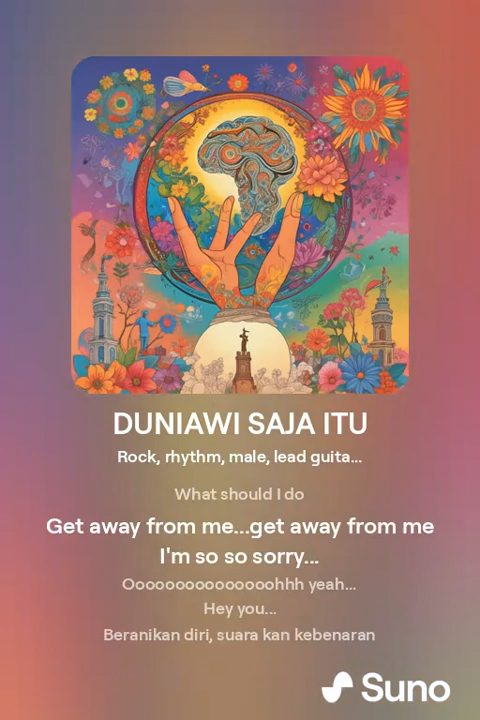 DUNIAWI SAJA ITU
Rock, rhythm, male, lead guita...
What should I do
Get away from me...get away from me
I'm so so sorry...
Ooooooooooooooohhh yeah...
Hey you...
Beranikan diri, suara kan kebenaran
Suno